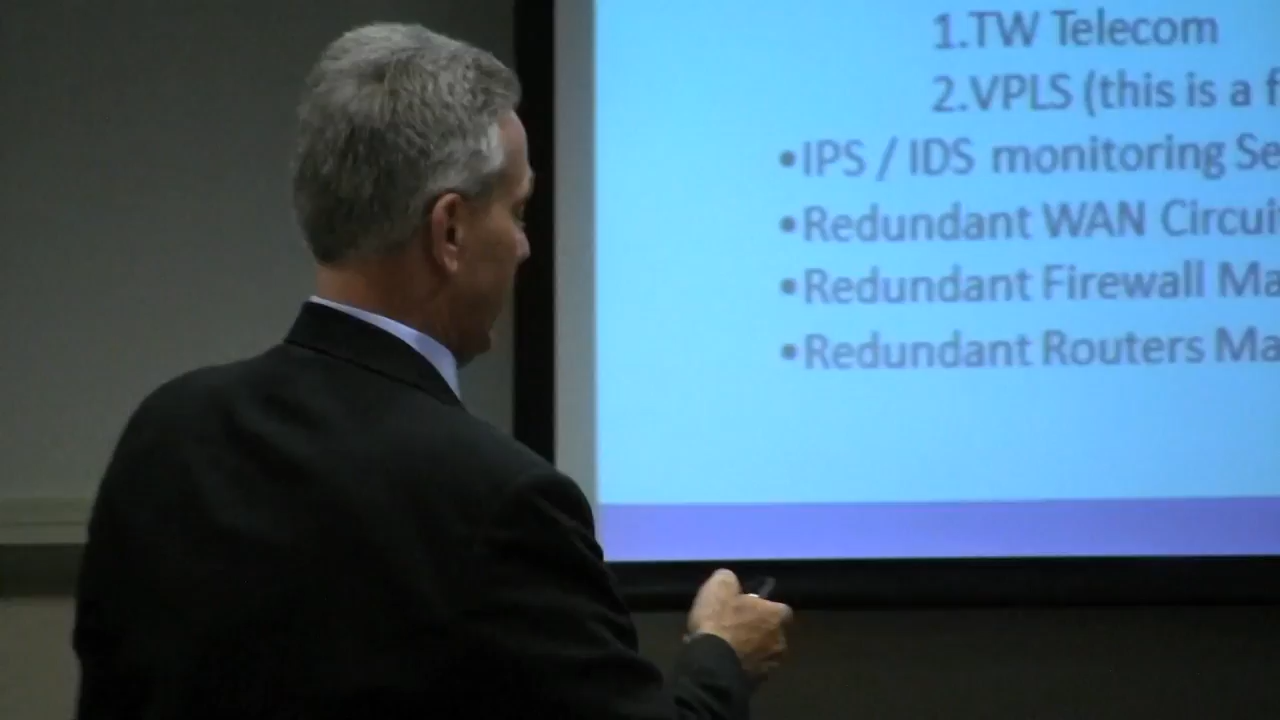 1.TW Telecom
2.VPLS (this is a f
•IPS / IDS monitoring Se
•Redundant WAN Circui
•Redundant Firewall Ma
•Redundant Routers Ma